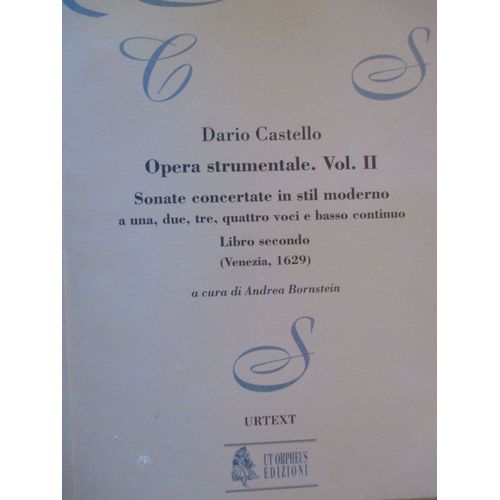 C S
Dario Castello
Opera strumentale. Vol. II
Sonate concertate in stil moderno
a una, due, tre, quattro voci e basso continuo
Libro secondo
(Venezia, 1629)
a cura di Andrea Bornstein
S
URTEXT
UT ORPHEUS
EDIZIONI